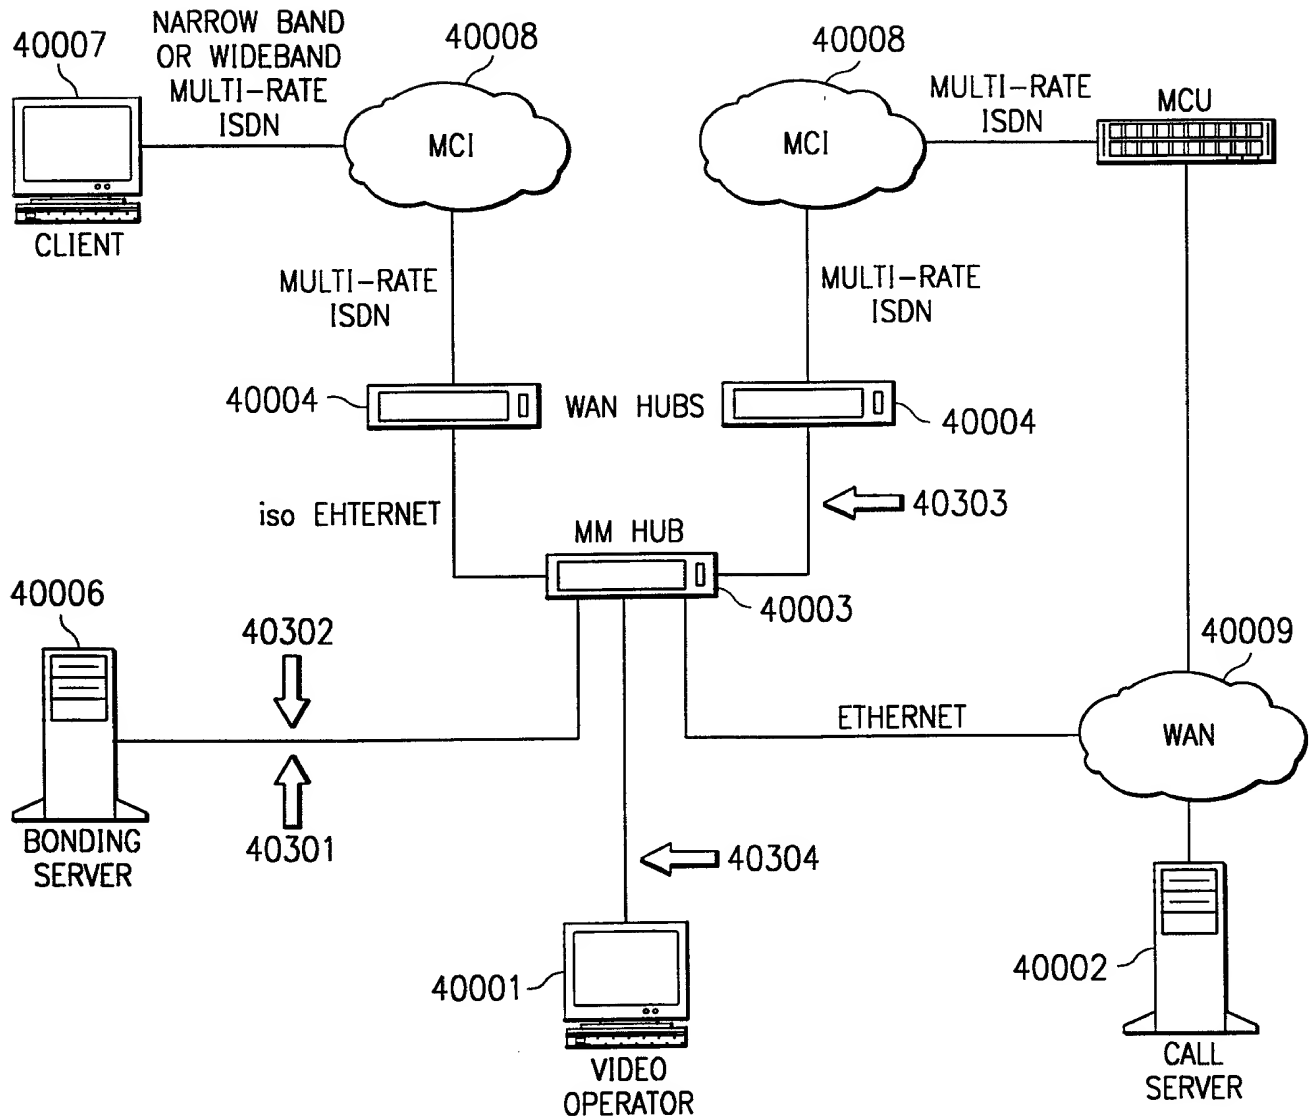 40007
NARROW BAND
OR WIDEBAND
MULTI-RATE
ISDN
40008
40008
MULTI-RATE
ISDN
MCU
MCI
MCI
CLIENT
MULTI-RATE
ISDN
MULTI-RATE
ISDN
40004
WAN HUBS
40004
iso EHTERNET
40303
MM HUB
40003
40006
40302
40009
ETHERNET
WAN
40301
BONDING
SERVER
40304
40001
40002
VIDEO
OPERATOR
CALL
SERVER